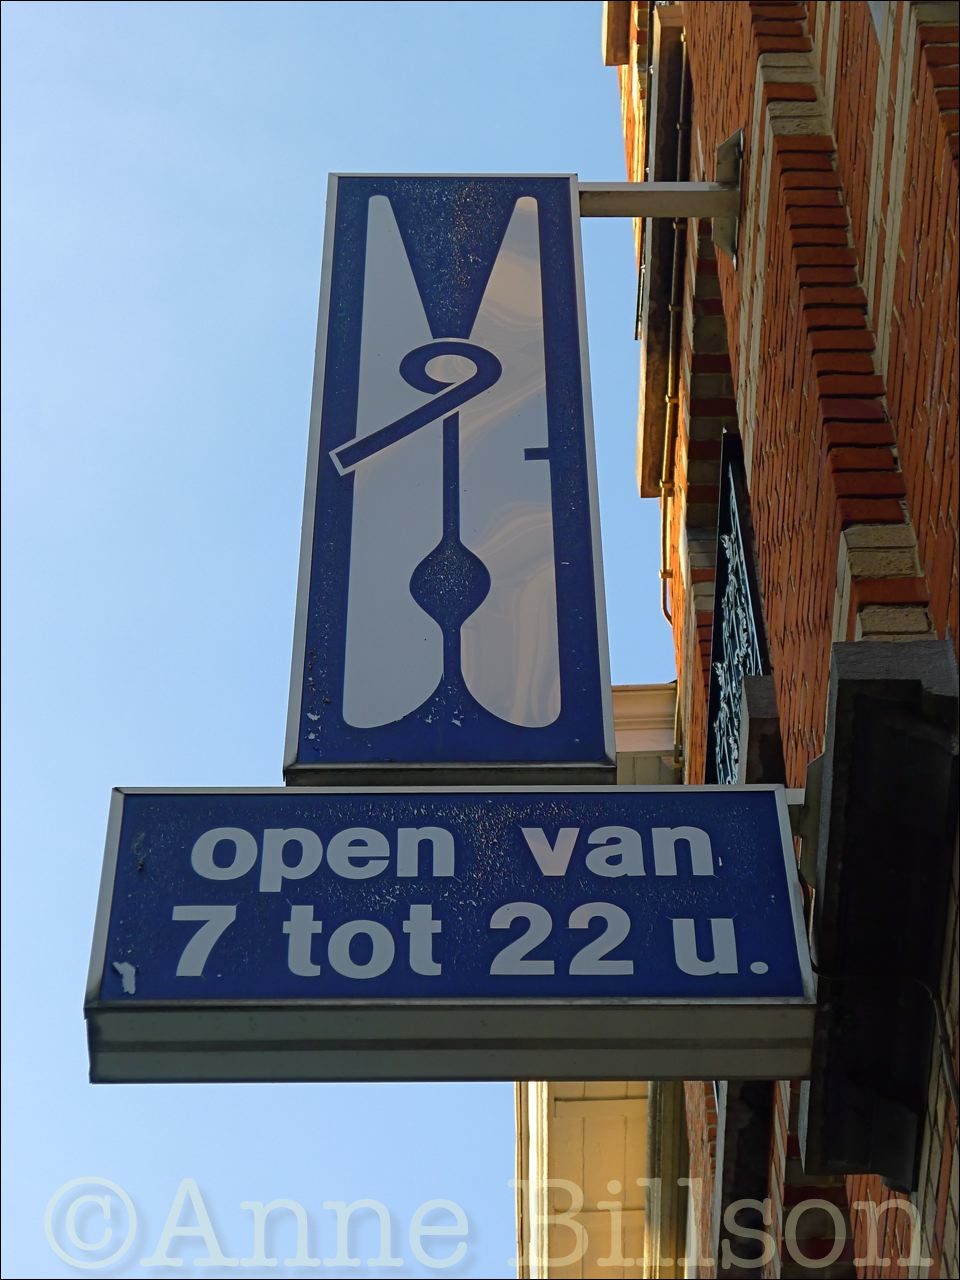 open van
7 tot 22 u.
©Anne Billson